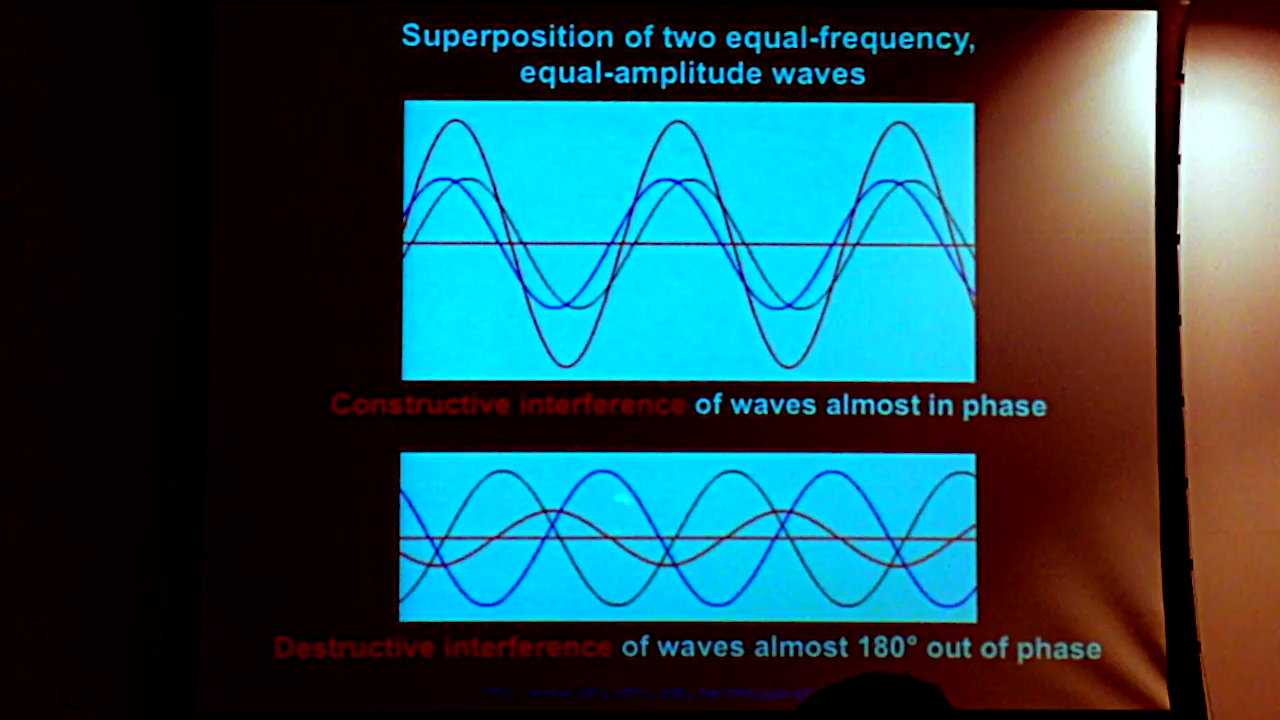 Superposition of two equal-frequency,
equal-amplitude waves
Constructive interference of waves almost in phase
Destructive interference of waves almost 180° out of phase